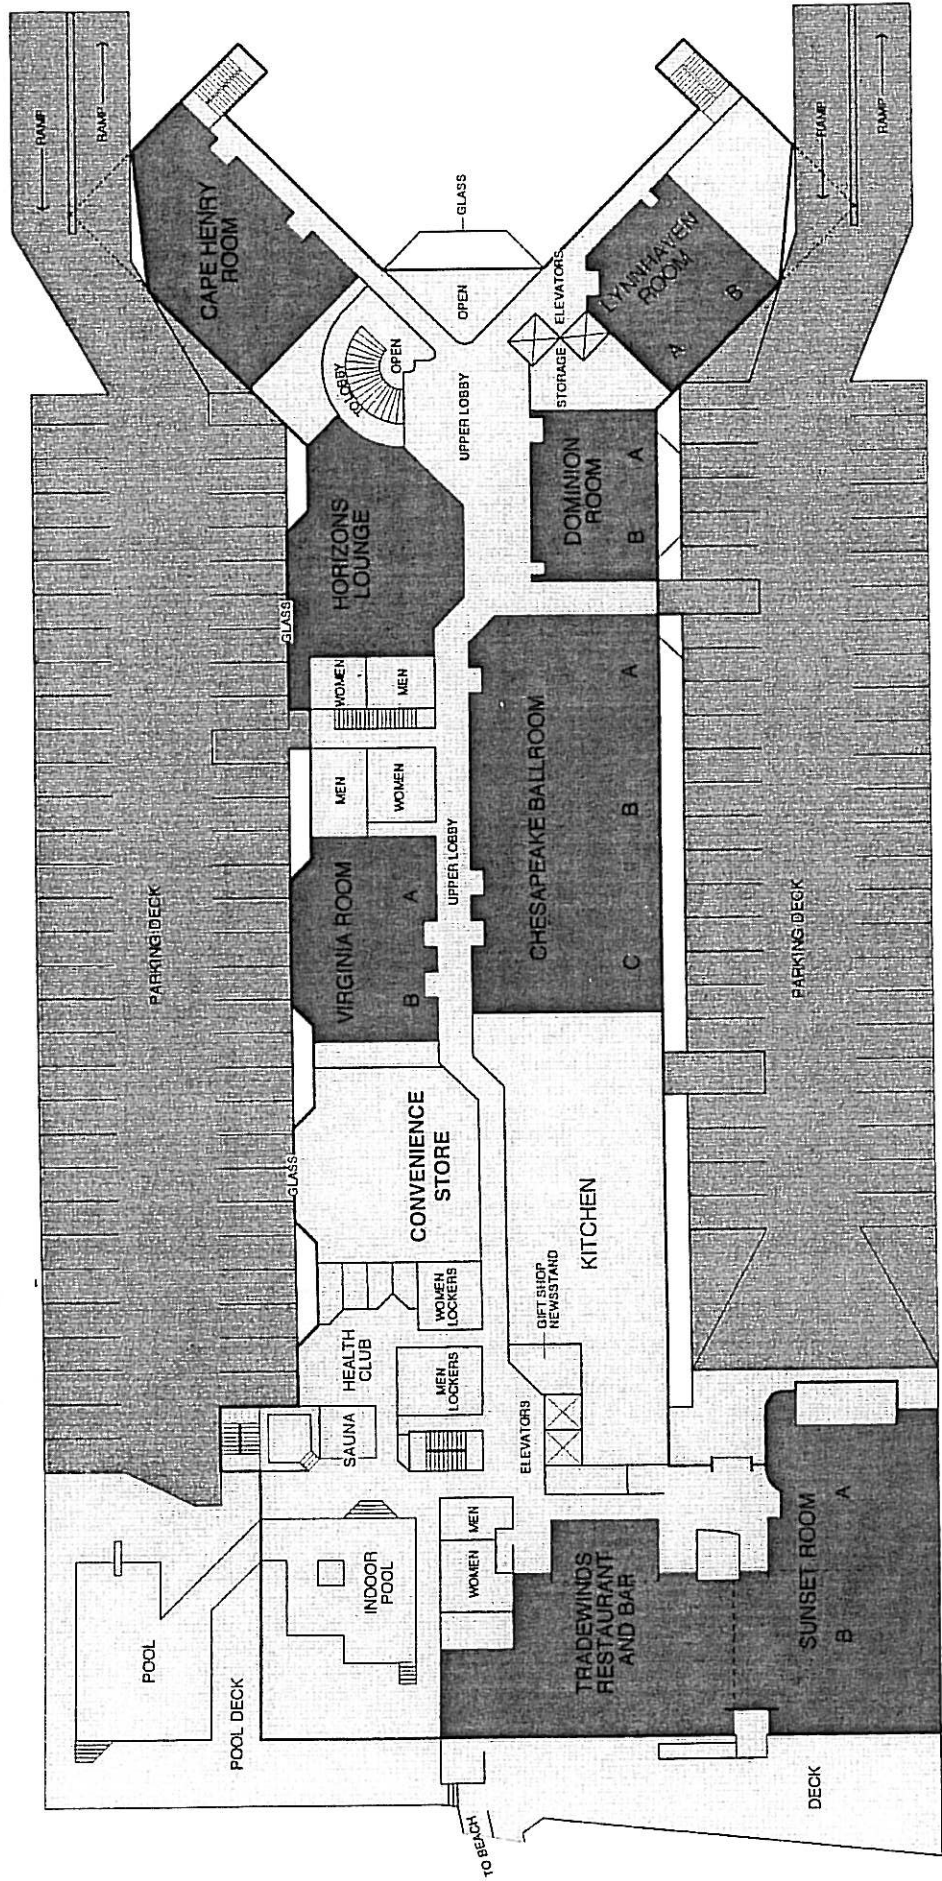 RAMP
RAMP
CAPE HENRY
ROOM
GLASS
OPEN
ELEVATORS
LYNNHAVEN
ROOM
A
B
RAMP
RAMP
TO LOBBY
OPEN
UPPER LOBBY
STORAGE
HORIZONS
LOUNGE
DOMINION
ROOM
B
A
GLASS
WOMEN
MEN
MEN
WOMEN
CHESAPEAKE BALLROOM
C
B
A
PARKING DECK
VIRGINIA ROOM
B
A
UPPER LOBBY
PARKING DECK
GLASS
CONVENIENCE
STORE
KITCHEN
WOMEN
LOCKERS
GIFT SHOP
NEWSSTAND
HEALTH
CLUB
MEN
LOCKERS
SAUNA
ELEVATORS
MEN
WOMEN
INDOOR
POOL
POOL
POOL DECK
TRADEWINDS
RESTAURANT
AND BAR
SUNSET ROOM
B
A
TO BEACH
DECK